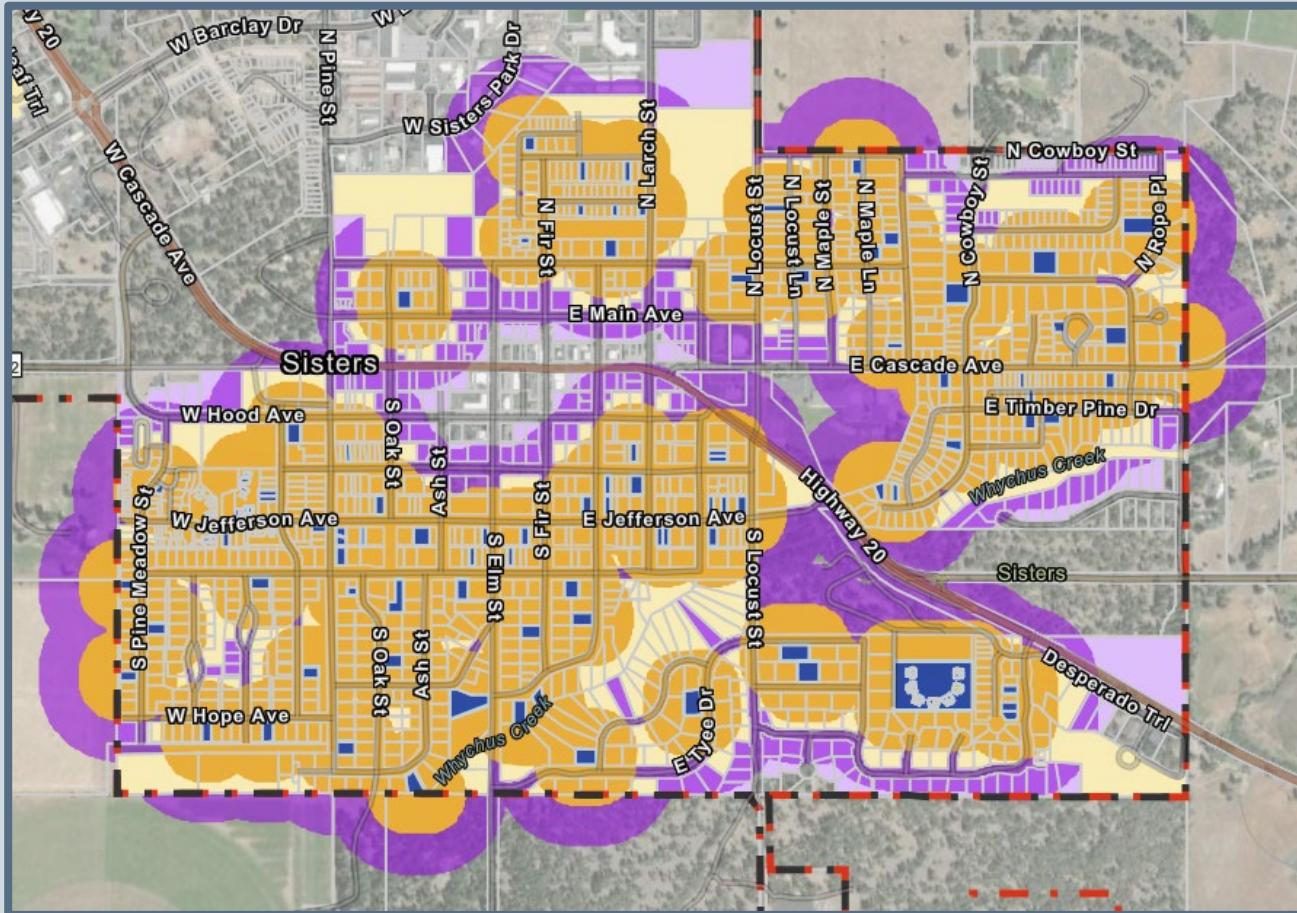 W Barclay Dr
N Pine St
W Sisters Park Dr
N Larch St
W Cascade Ave
N Cowboy St
N Locust St
N Locust Ln
N Maple St
N Maple Ln
N Cowboy St
N Rope Pl
N Fir St
E Main Ave
Sisters
E Cascade Ave
W Hood Ave
E Timber Pine Dr
S Oak St
Ash St
Whychus Creek
S Pine Meadow St
W Jefferson Ave
S Fir St
E Jefferson Ave
Highway 20
S Elm St
S Locust St
Sisters
S Oak St
Ash St
Desperado Trl
W Hope Ave
Whychus Creek
E Tyee Dr